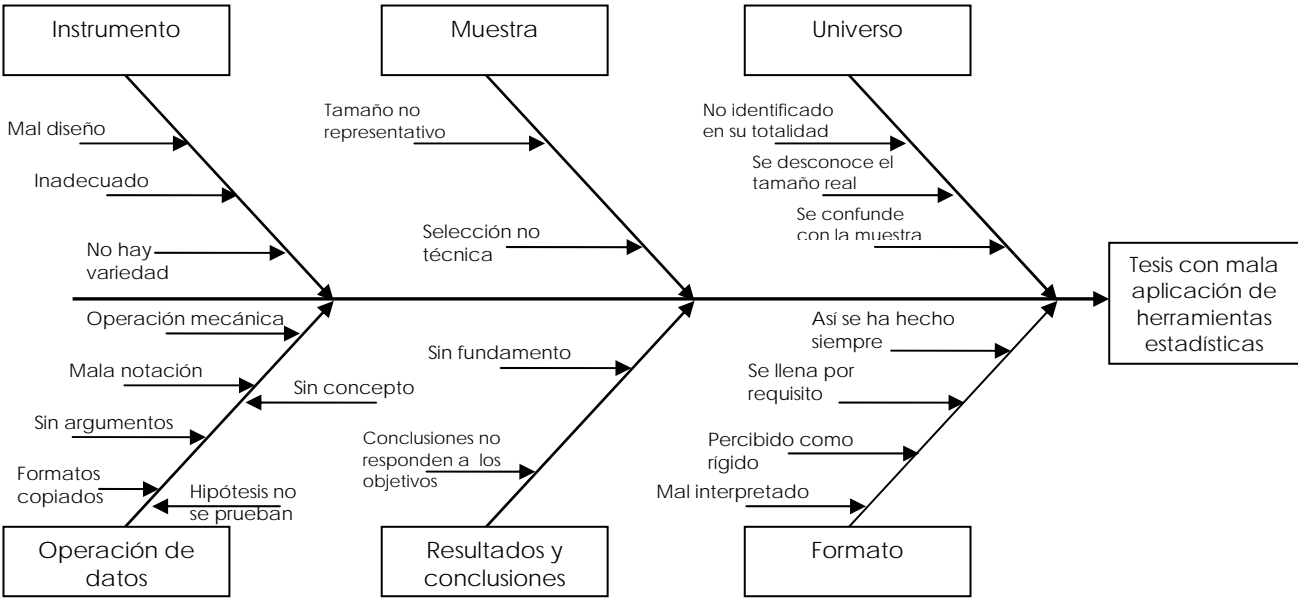 Instrumento
Muestra
Universo
Mal diseño
Inadecuado
No hay
variedad
Tamaño no
representativo
Selección no
técnica
No identificado
en su totalidad
Se desconoce el
tamaño real
Se confunde
con la muestra
Tesis con mala
aplicación de
herramientas
estadísticas
Operación mecánica
Mala notación
Sin concepto
Sin argumentos
Formatos
copiados
Hipótesis no
se prueban
Sin fundamento
Conclusiones no
responden a los
objetivos
Así se ha hecho
siempre
Se llena por
requisito
Percibido como
rígido
Mal interpretado
Operación de
datos
Resultados y
conclusiones
Formato